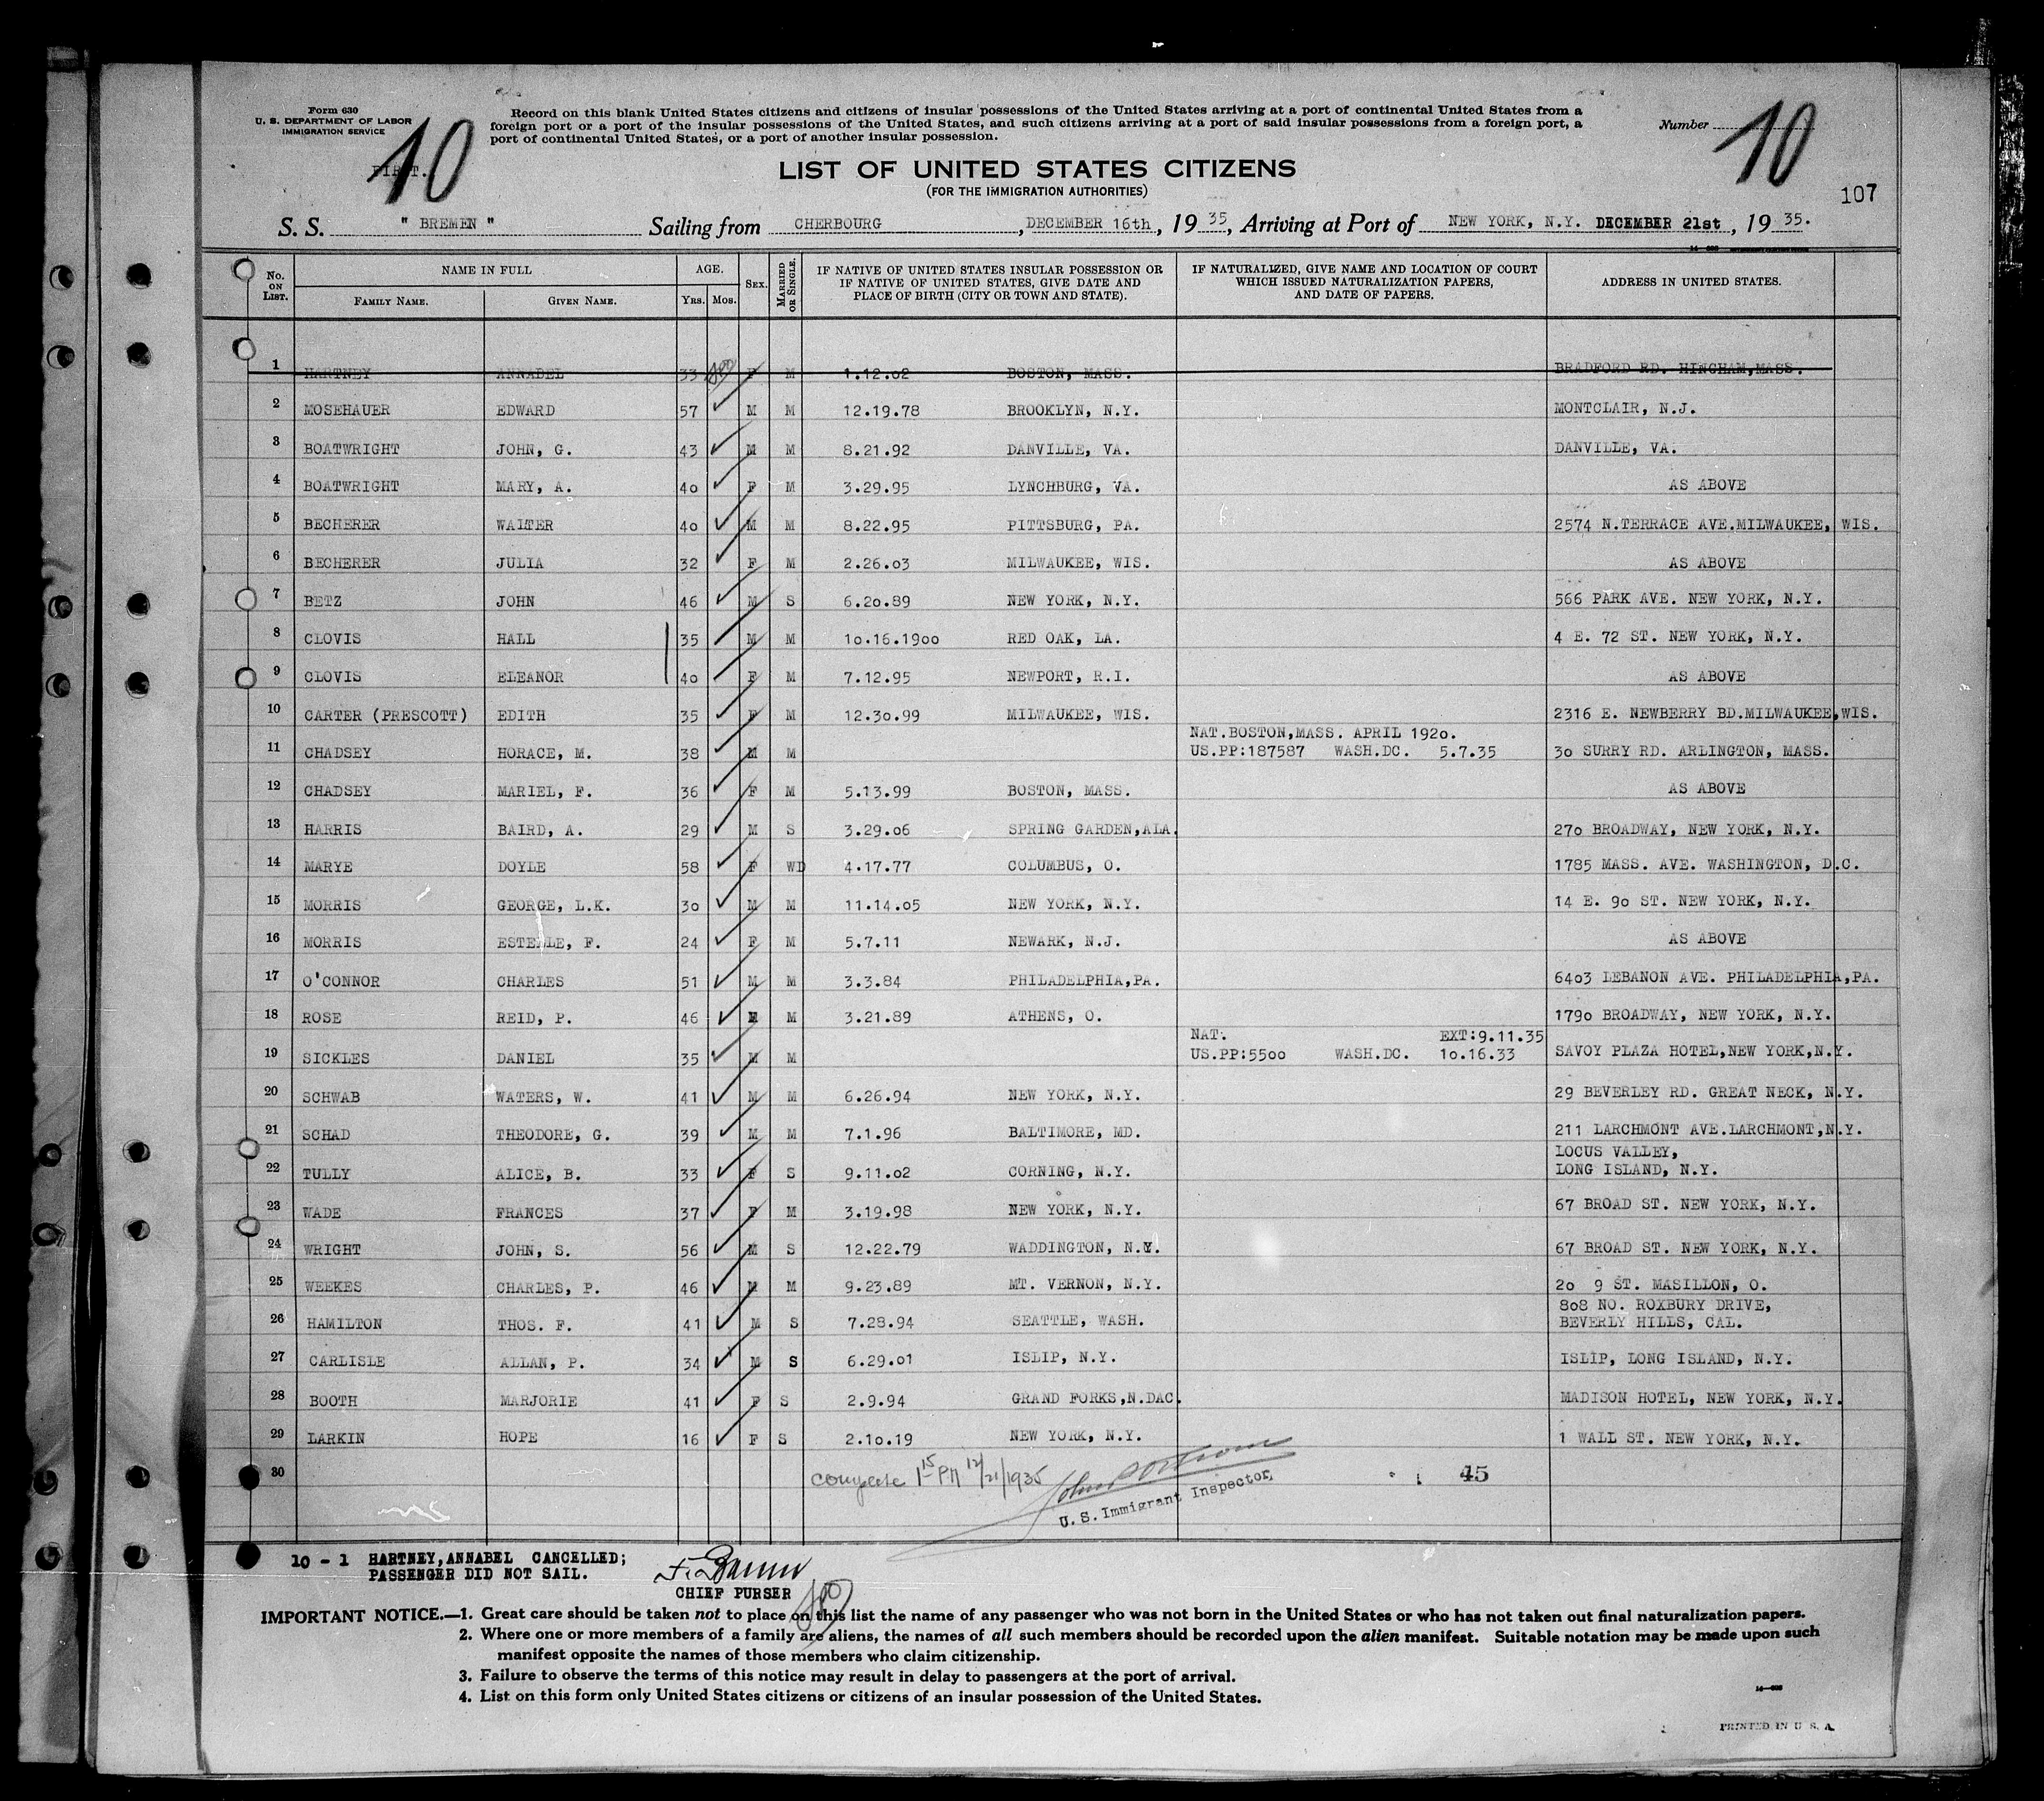 Form 630
U. S. DEPARTMENT OF LABOR
IMMIGRATION SERVICE
FIRST.
10
Record on this blank United States citizens and citizens of insular possessions of the United States arriving at a port of continental United States from a
foreign port or a port of the insular possessions of the United States, and such citizens arriving at a port of said insular possessions from a foreign port, a
port of continental United States, or a port of another insular possession.
Number 10
LIST OF UNITED STATES CITIZENS
(FOR THE IMMIGRATION AUTHORITIES)
107
S. S. " BREMEN " Sailing from CHERBOURG, DECEMBER 16th, 19 35, Arriving at Port of NEW YORK, N.Y. DECEMBER 21st, 19 35.
No. ON LIST. NAME IN FULL FAMILY NAME. GIVEN NAME. AGE. YRS. MOS. SEX. MARRIED OR SINGLE. IF NATIVE OF UNITED STATES INSULAR POSSESSION OR IF NATIVE OF UNITED STATES, GIVE DATE AND PLACE OF BIRTH (CITY OR TOWN AND STATE). IF NATURALIZED, GIVE NAME AND LOCATION OF COURT WHICH ISSUED NATURALIZATION PAPERS, AND DATE OF PAPERS. ADDRESS IN UNITED STATES.
1 HARTNEY ANNABEL 33 F M 1.12.02 BOSTON, MASS. BRADFORD RD. HINGHAM,MASS.
2 MOSEHAUER EDWARD 57 M M 12.19.78 BROOKLYN, N.Y. MONTCLAIR, N.J.
3 BOATWRIGHT JOHN, G. 43 M M 8.21.92 DANVILLE, VA. DANVILLE, VA.
4 BOATWRIGHT MARY, A. 40 F M 3.29.95 LYNCHBURG, VA. AS ABOVE
5 BECHERER WALTER 40 M M 8.22.95 PITTSBURG, PA. 2574 N.TERRACE AVE.MILWAUKEE, WIS.
6 BECHERER JULIA 32 F M 2.26.03 MILWAUKEE, WIS. AS ABOVE
7 BETZ JOHN 46 M S 6.20.89 NEW YORK, N.Y. 566 PARK AVE. NEW YORK, N.Y.
8 CLOVIS HALL 35 M M 10.16.1900 RED OAK, LA. 4 E. 72 ST. NEW YORK, N.Y.
9 CLOVIS ELEANOR 40 F M 7.12.95 NEWPORT, R.I. AS ABOVE
10 CARTER (PRESCOTT) EDITH 35 F M 12.30.99 MILWAUKEE, WIS. 2316 E. NEWBERRY BD.MILWAUKEE,WIS.
NAT.BOSTON,MASS. APRIL 1920.
11 CHADSEY HORACE, M. 38 M M US.PP:187587 WASH.DC. 5.7.35 30 SURRY RD. ARLINGTON, MASS.
12 CHADSEY MARIEL, F. 36 F M 5.13.99 BOSTON, MASS. AS ABOVE
13 HARRIS BAIRD, A. 29 M S 3.29.06 SPRING GARDEN,ALA. 270 BROADWAY, NEW YORK, N.Y.
14 MARYE DOYLE 58 F WD 4.17.77 COLUMBUS, O. 1785 MASS. AVE. WASHINGTON, D.C.
15 MORRIS GEORGE, L.K. 30 M M 11.14.05 NEW YORK, N.Y. 14 E. 90 ST. NEW YORK, N.Y.
16 MORRIS ESTELLE, F. 24 F M 5.7.11 NEWARK, N.J. AS ABOVE
17 O'CONNOR CHARLES 51 M M 3.3.84 PHILADELPHIA,PA. 6403 LEBANON AVE. PHILADELPHIA,PA.
18 ROSE REID, P. 46 M M 3.21.89 ATHENS, O. 1790 BROADWAY, NEW YORK, N.Y.
NAT. EXT:9.11.35
19 SICKLES DANIEL 35 M M US.PP:5500 WASH.DC. 10.16.33 SAVOY PLAZA HOTEL,NEW YORK,N.Y.
20 SCHWAB WATERS, W. 41 M M 6.26.94 NEW YORK, N.Y. 29 BEVERLEY RD. GREAT NECK, N.Y.
21 SCHAD THEODORE, G. 39 M M 7.1.96 BALTIMORE, MD. 211 LARCHMONT AVE.LARCHMONT,N.Y.
LOCUS VALLEY,
22 TULLY ALICE, B. 33 F S 9.11.02 CORNING, N.Y. LONG ISLAND, N.Y.
23 WADE FRANCES 37 F M 3.19.98 NEW YORK, N.Y. 67 BROAD ST. NEW YORK, N.Y.
24 WRIGHT JOHN, S. 56 M S 12.22.79 WADDINGTON, N.Y. 67 BROAD ST. NEW YORK, N.Y.
25 WEEKES CHARLES, P. 46 M M 9.23.89 MT. VERNON, N.Y. 20 9 ST. MASILLON, O.
808 NO. ROXBURY DRIVE,
26 HAMILTON THOS. F. 41 M S 7.28.94 SEATTLE, WASH. BEVERLY HILLS, CAL.
27 CARLISLE ALLAN, P. 34 M S 6.29.01 ISLIP, N.Y. ISLIP, LONG ISLAND, N.Y.
28 BOOTH MARJORIE 41 F S 2.9.94 GRAND FORKS,N.DAC. MADISON HOTEL, NEW YORK, N.Y.
29 LARKIN HOPE 16 F S 2.10.19 NEW YORK, N.Y. 1 WALL ST. NEW YORK, N.Y.
30 complete 1 15 PM 12/21/1935 45
U. S. Immigrant Inspector.
10 - 1 HARTNEY,ANNABEL CANCELLED;
PASSENGER DID NOT SAIL.
CHIEF PURSER
IMPORTANT NOTICE.—1. Great care should be taken not to place on this list the name of any passenger who was not born in the United States or who has not taken out final naturalization papers.
2. Where one or more members of a family are aliens, the names of all such members should be recorded upon the alien manifest. Suitable notation may be made upon such
manifest opposite the names of those members who claim citizenship.
3. Failure to observe the terms of this notice may result in delay to passengers at the port of arrival.
4. List on this form only United States citizens or citizens of an insular possession of the United States.
PRINTED IN U. S. A.